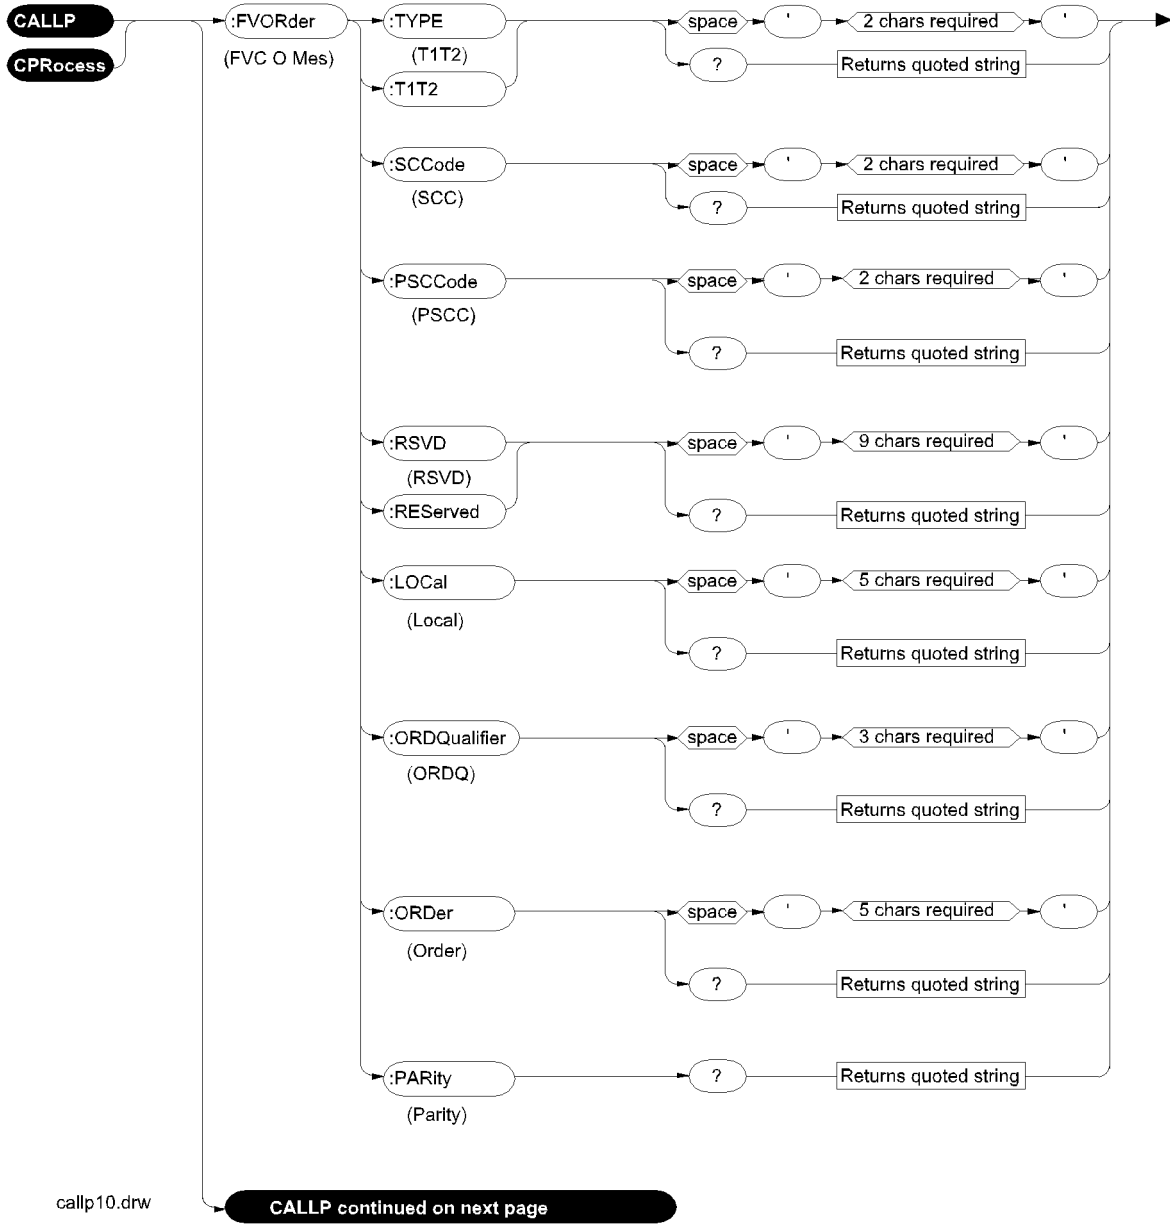 CALLP :FVORder :TYPE space ' 2 chars required '
CPRocess (FVC O Mes) (T1T2) ? Returns quoted string
:T1T2
:SCCode space ' 2 chars required '
(SCC) ? Returns quoted string
:PSCCode space ' 2 chars required '
(PSCC)
? Returns quoted string
:RSVD space ' 9 chars required '
(RSVD)
:REServed ? Returns quoted string
:LOCal space ' 5 chars required '
(Local)
? Returns quoted string
:ORDQualifier space ' 3 chars required '
(ORDQ)
? Returns quoted string
:ORDer space ' 5 chars required '
(Order)
? Returns quoted string
:PARity ? Returns quoted string
(Parity)
callp10.drw CALLP continued on next page